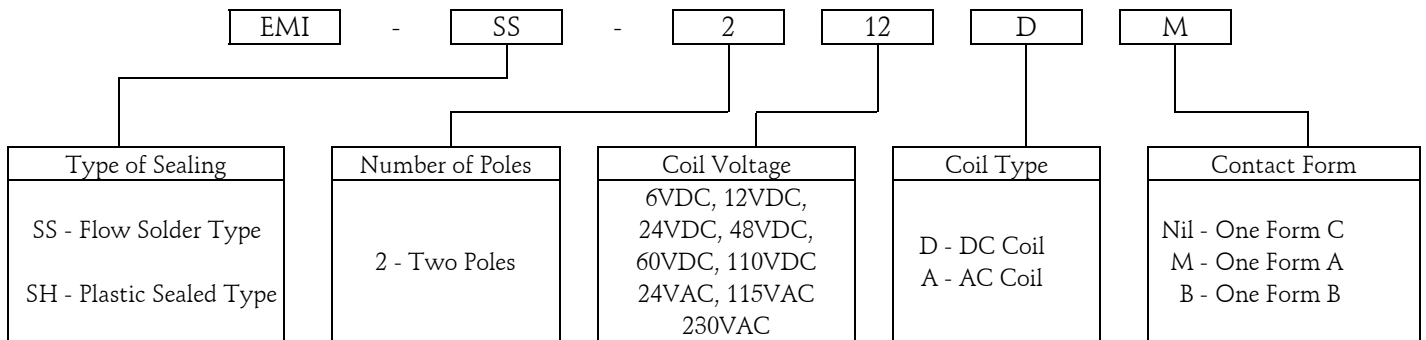 EMI - SS - 2 12 D M
Type of Sealing
SS - Flow Solder Type
SH - Plastic Sealed Type
Number of Poles
2 - Two Poles
Coil Voltage
6VDC, 12VDC,
24VDC, 48VDC,
60VDC, 110VDC
24VAC, 115VAC
230VAC
Coil Type
D - DC Coil
A - AC Coil
Contact Form
Nil - One Form C
M - One Form A
B - One Form B